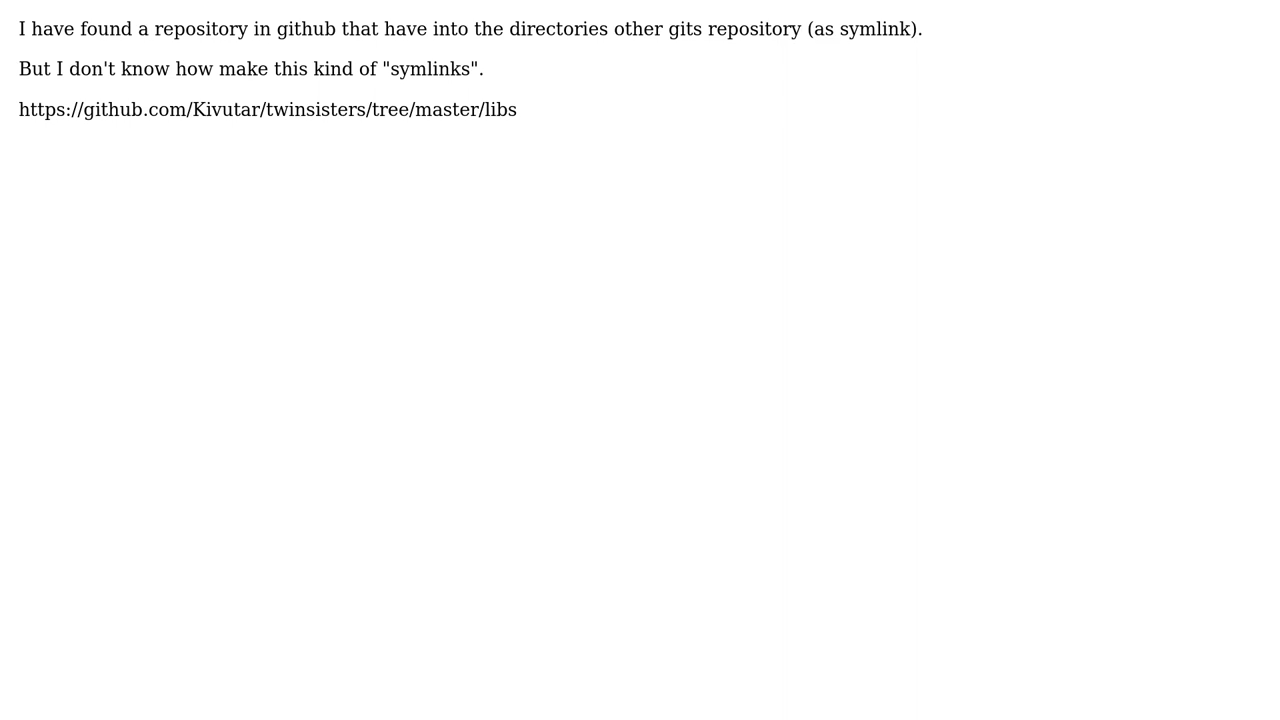 I have found a repository in github that have into the directories other gits repository (as symlink).
But I don't know how make this kind of "symlinks".
https://github.com/Kivutar/twinsisters/tree/master/libs